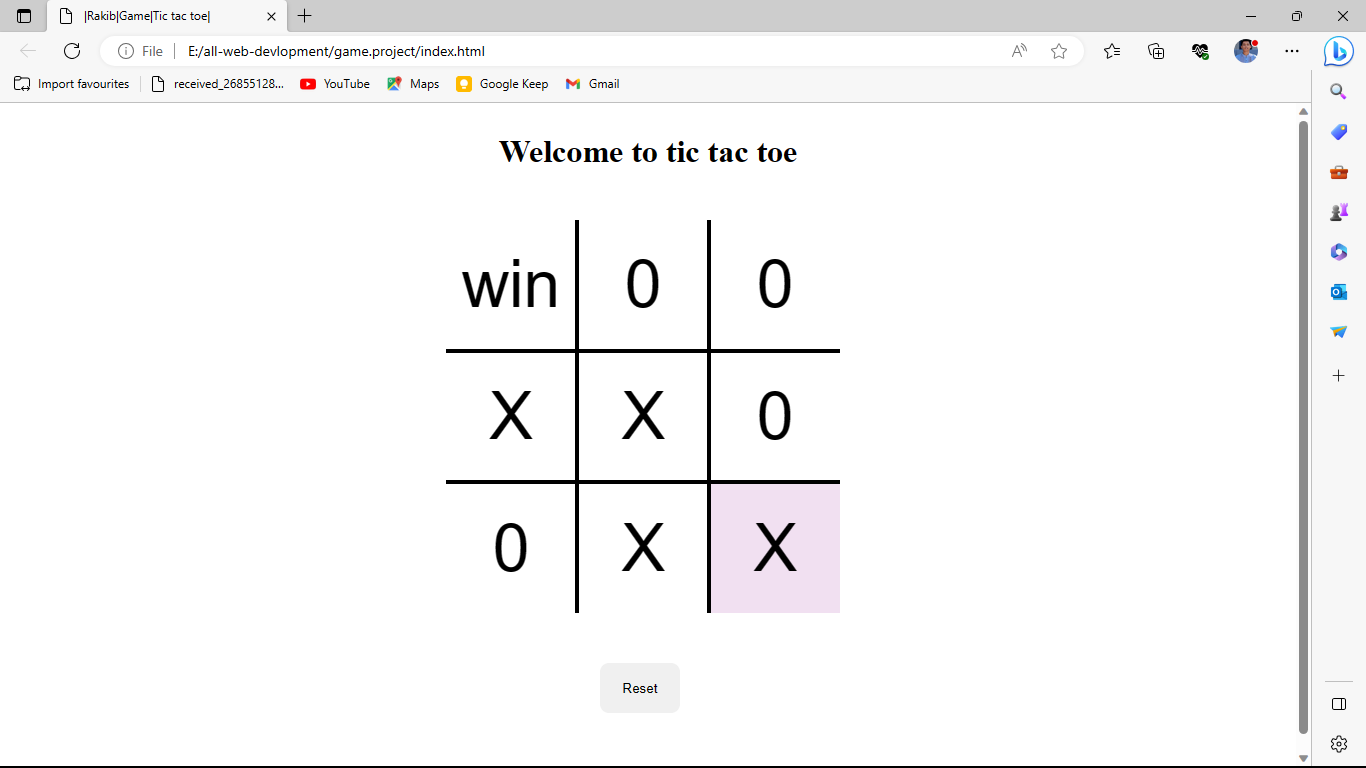 |Rakib|Game|Tic tac toe|
File E:/all-web-devlopment/game.project/index.html
Import favourites received_26855128... YouTube Maps Google Keep Gmail
Welcome to tic tac toe
win 0 0
X X 0
0 X X
Reset